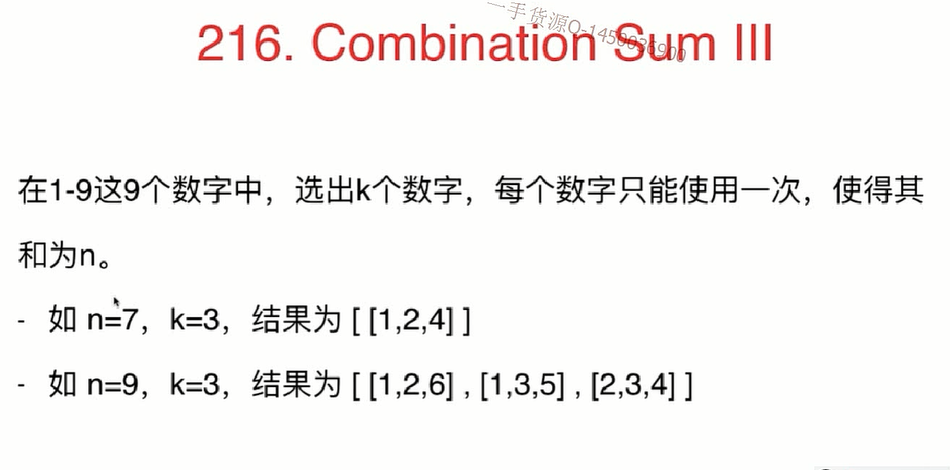 一手货源Q-1450036900
216. Combination Sum III
在1-9这9个数字中，选出k个数字，每个数字只能使用一次，使得其
和为n。
- 如 n=7，k=3，结果为 [ [1,2,4] ]
- 如 n=9，k=3，结果为 [ [1,2,6] , [1,3,5] , [2,3,4] ]